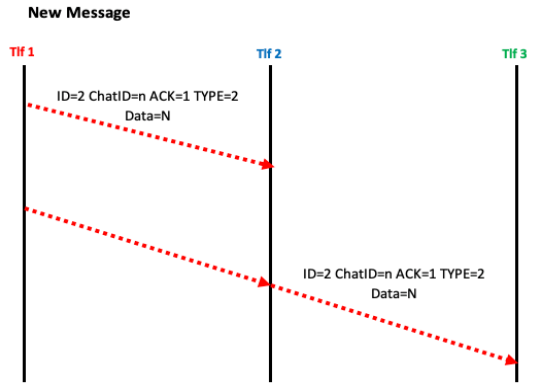 New Message
Tlf 1
Tlf 2
Tlf 3
ID=2 ChatID=n ACK=1 TYPE=2
Data=N
ID=2 ChatID=n ACK=1 TYPE=2
Data=N